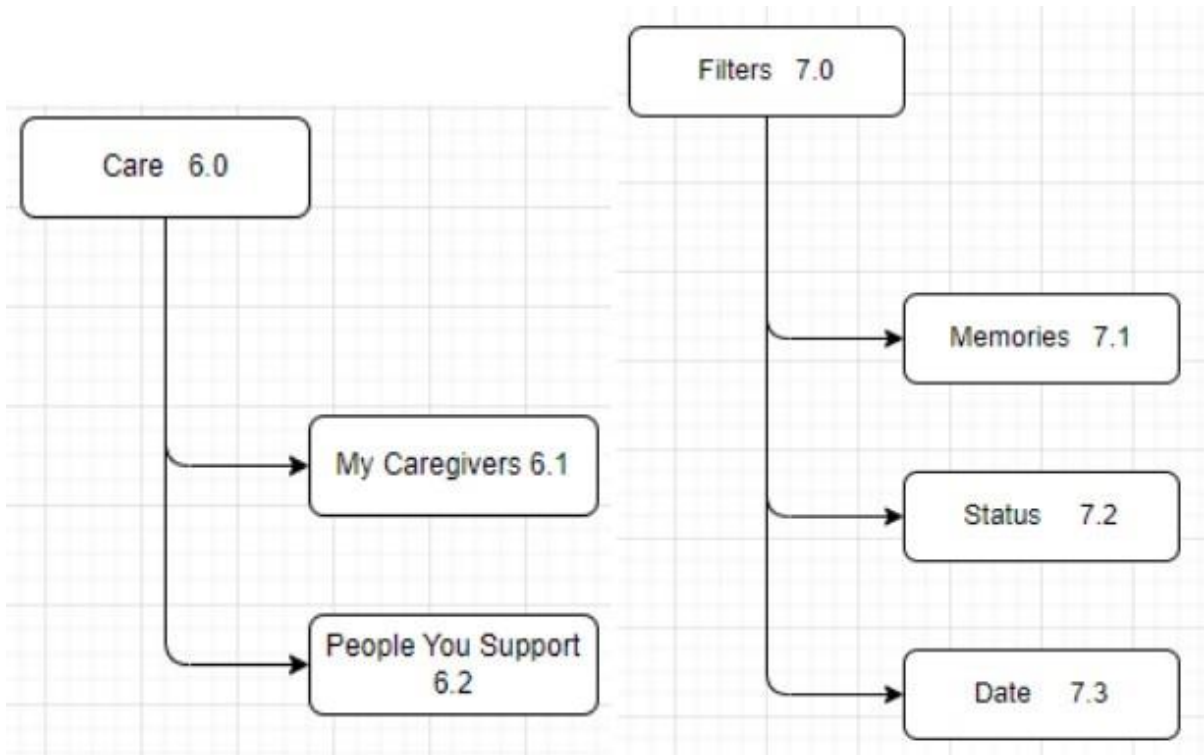 Care 6.0
My Caregivers 6.1
People You Support
6.2
Filters 7.0
Memories 7.1
Status 7.2
Date 7.3